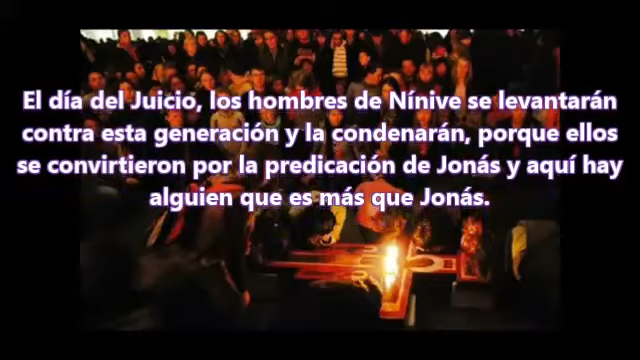 El día del Juicio, los hombres de Nínive se levantarán
contra esta generación y la condenarán, porque ellos
se convirtieron por la predicación de Jonás y aquí hay
alguien que es más que Jonás.